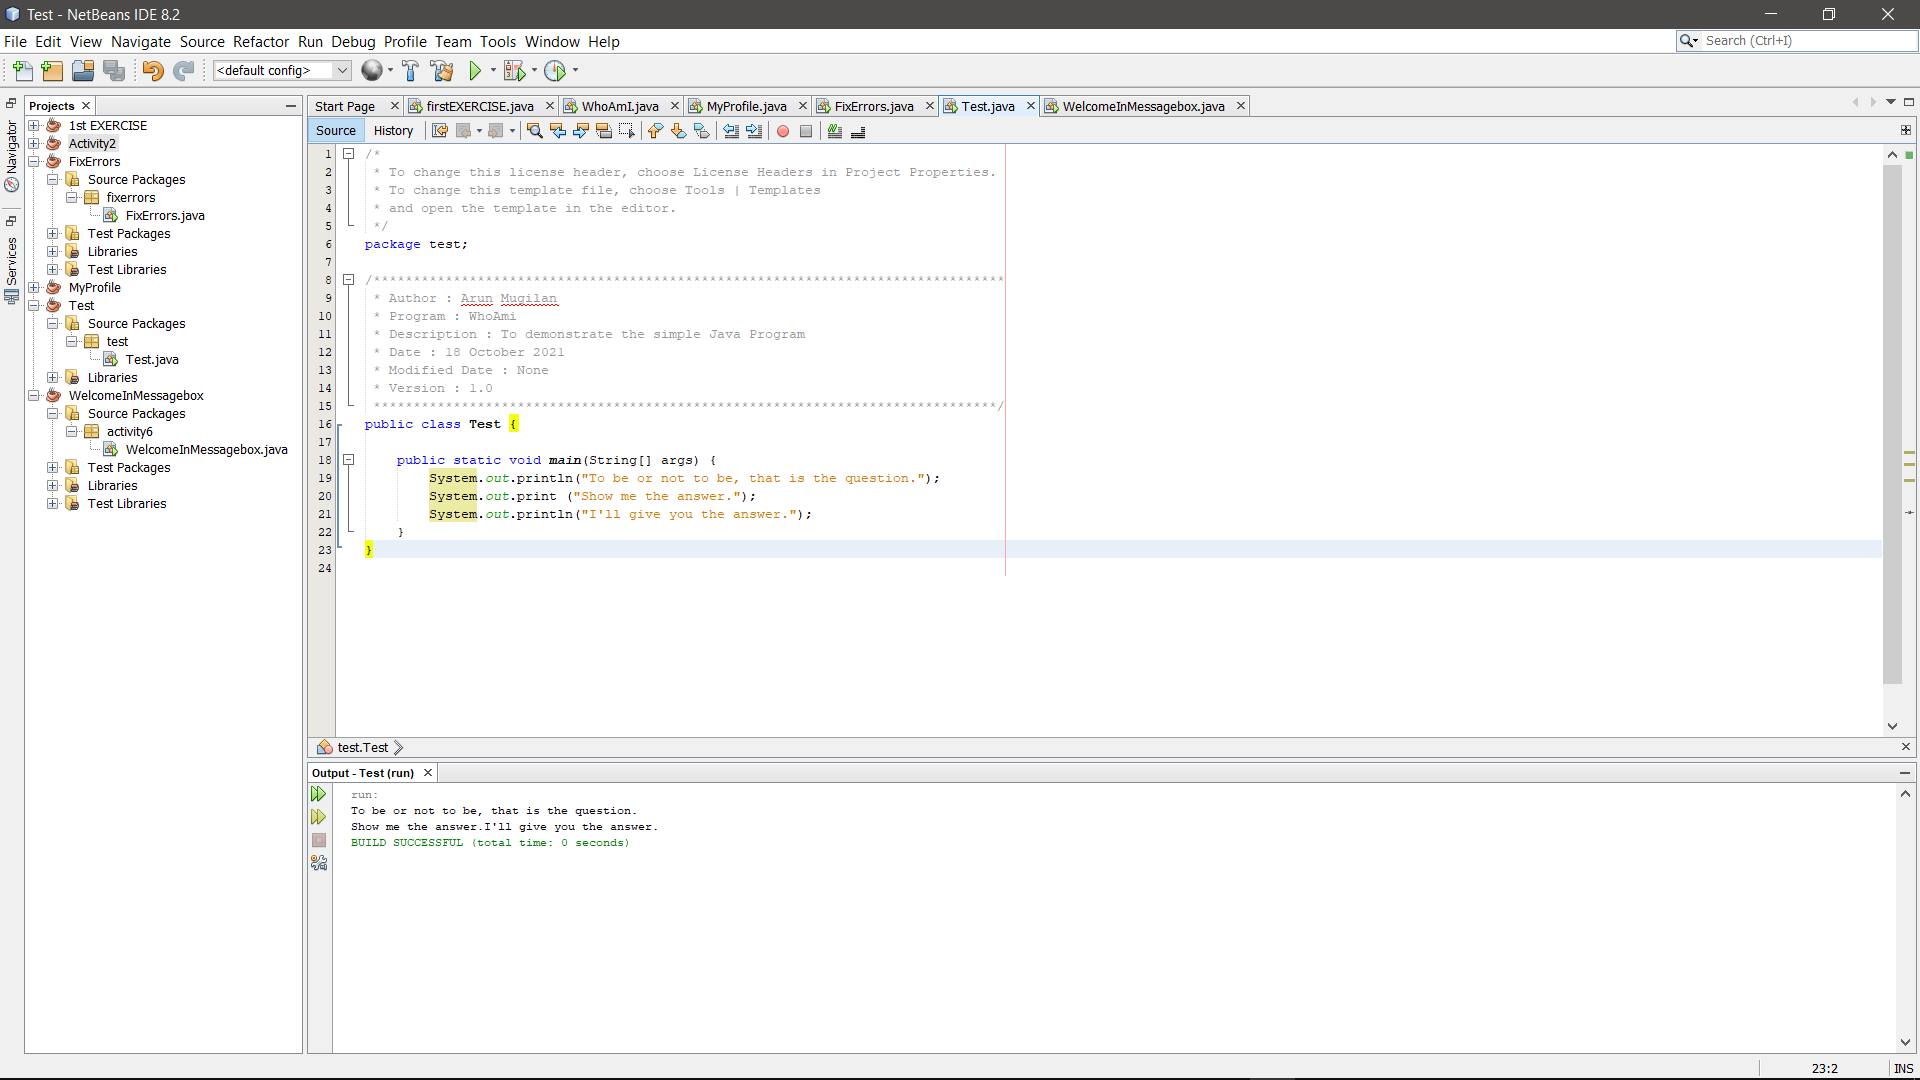 Test - NetBeans IDE 8.2
File Edit View Navigate Source Refactor Run Debug Profile Team Tools Window Help
Search (Ctrl+I)
<default config>
Navigator
Services
Projects
1st EXERCISE
Activity2
FixErrors
Source Packages
fixerrors
FixErrors.java
Test Packages
Libraries
Test Libraries
MyProfile
Test
Source Packages
test
Test.java
Libraries
WelcomeInMessagebox
Source Packages
activity6
WelcomeInMessagebox.java
Test Packages
Libraries
Test Libraries
Start Page firstEXERCISE.java WhoAmI.java MyProfile.java FixErrors.java Test.java WelcomeInMessagebox.java
Source History
1 /*
2 * To change this license header, choose License Headers in Project Properties.
3 * To change this template file, choose Tools | Templates
4 * and open the template in the editor.
5 */
6 package test;
7
8 /*******************************************************************************
9 * Author : Arun Mugilan
10 * Program : WhoAmi
11 * Description : To demonstrate the simple Java Program
12 * Date : 18 October 2021
13 * Modified Date : None
14 * Version : 1.0
15 ******************************************************************************/
16 public class Test {
17
18 public static void main(String[] args) {
19 System.out.println("To be or not to be, that is the question.");
20 System.out.print ("Show me the answer.");
21 System.out.println("I'll give you the answer.");
22 }
23 }
24
test.Test
Output - Test (run)
run:
To be or not to be, that is the question.
Show me the answer.I'll give you the answer.
BUILD SUCCESSFUL (total time: 0 seconds)
23:2 INS